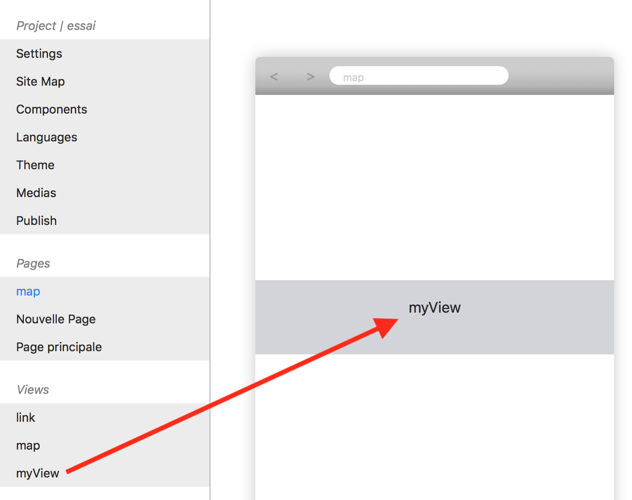 Project | essai
Settings
Site Map
Components
Languages
Theme
Medias
Publish
Pages
map
Nouvelle Page
Page principale
Views
link
map
myView
< > map
myView